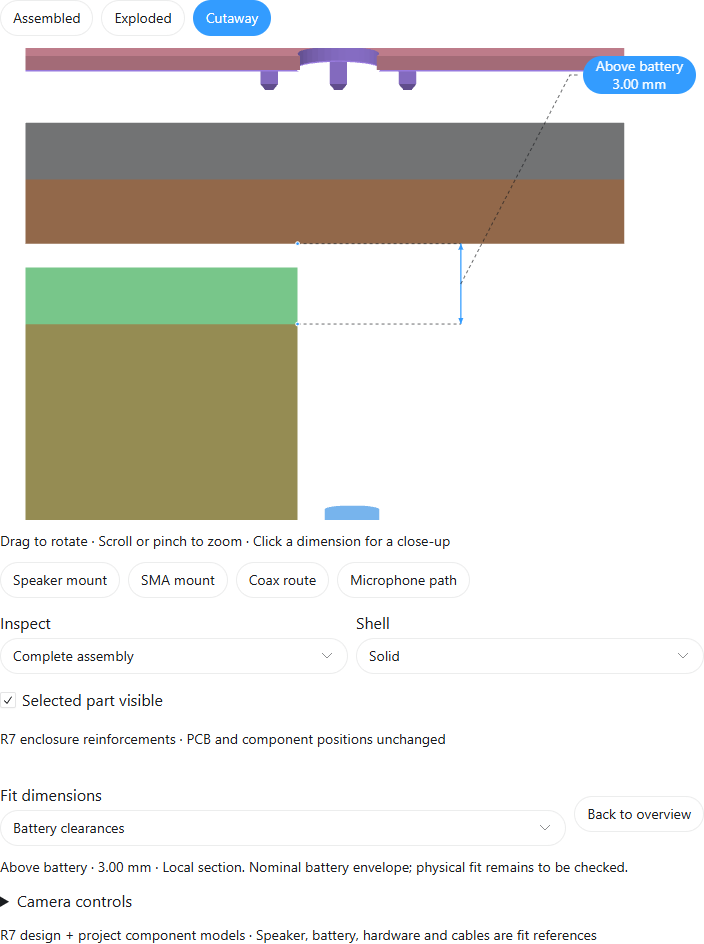 Assembled Exploded Cutaway
Above battery
3.00 mm
Drag to rotate · Scroll or pinch to zoom · Click a dimension for a close-up
Speaker mount SMA mount Coax route Microphone path
Inspect Shell
Complete assembly Solid
Selected part visible
R7 enclosure reinforcements · PCB and component positions unchanged
Fit dimensions
Battery clearances Back to overview
Above battery · 3.00 mm · Local section. Nominal battery envelope; physical fit remains to be checked.
Camera controls
R7 design + project component models · Speaker, battery, hardware and cables are fit references